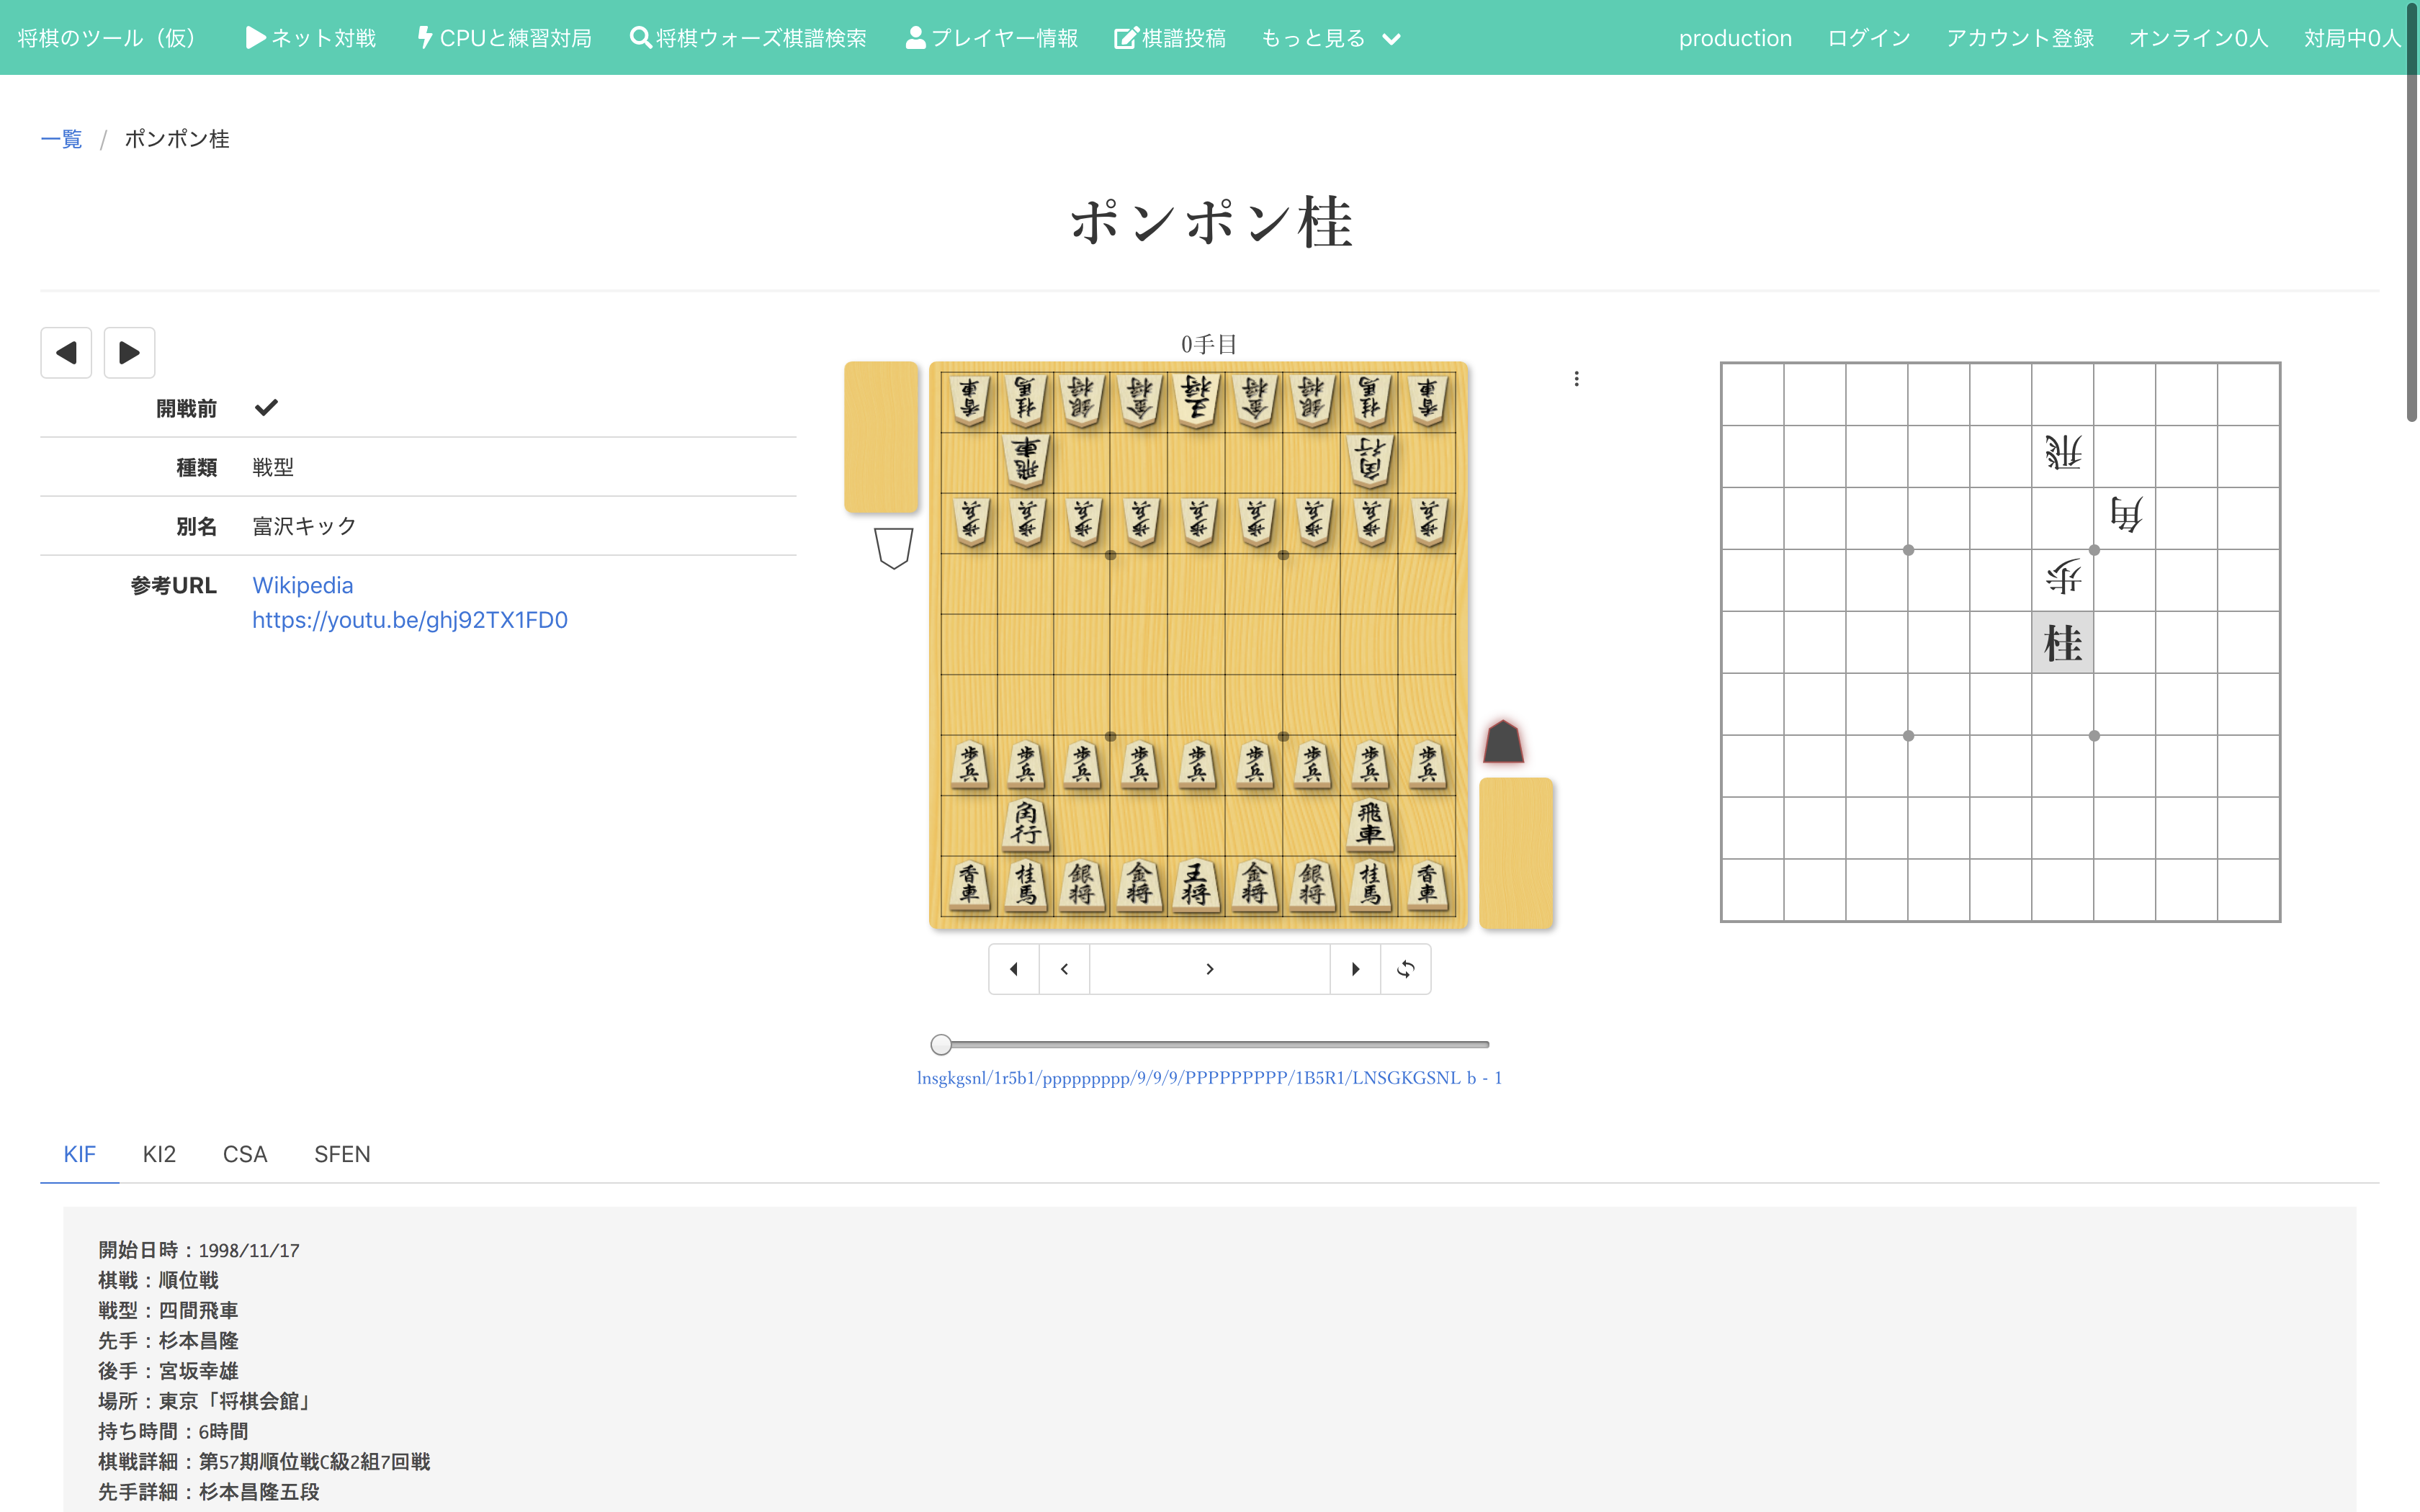 将棋のツール（仮） ネット対戦 CPUと練習対局 将棋ウォーズ棋譜検索 プレイヤー情報 棋譜投稿 もっと見る production ログイン アカウント登録 オンライン0人 対局中0人
一覧 / ポンポン桂
ポンポン桂
開戦前
種類 戦型
別名 富沢キック
参考URL Wikipedia
https://youtu.be/ghj92TX1FD0
0手目
香車 桂馬 銀将 金将 王将 金将 銀将 桂馬 香車
飛車 角行
歩兵 歩兵 歩兵 歩兵 歩兵 歩兵 歩兵 歩兵 歩兵
歩兵 歩兵 歩兵 歩兵 歩兵 歩兵 歩兵 歩兵 歩兵
角行 飛車
香車 桂馬 銀将 金将 王将 金将 銀将 桂馬 香車
飛
角
歩
桂
lnsgkgsnl/1r5b1/ppppppppp/9/9/9/PPPPPPPPP/1B5R1/LNSGKGSNL b - 1
KIF KI2 CSA SFEN
開始日時：1998/11/17
棋戦：順位戦
戦型：四間飛車
先手：杉本昌隆
後手：宮坂幸雄
場所：東京「将棋会館」
持ち時間：6時間
棋戦詳細：第57期順位戦C級2組7回戦
先手詳細：杉本昌隆五段